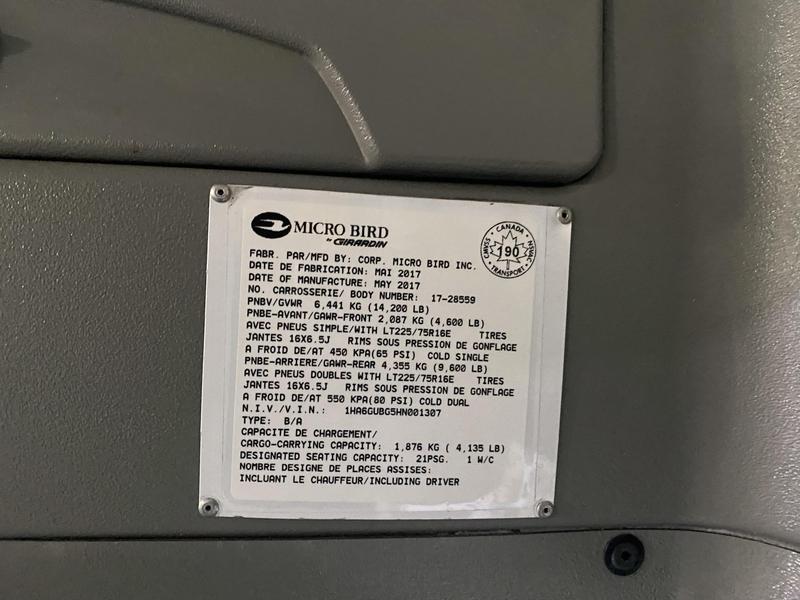 MICRO BIRD
by GIRARDIN
CANADA
CMVSS
190
NSVAC
TRANSPORT
FABR. PAR/MFD BY: CORP. MICRO BIRD INC.
DATE DE FABRICATION: MAI 2017
DATE OF MANUFACTURE: MAY 2017
NO. CARROSSERIE/ BODY NUMBER: 17-28559
PNBV/GVWR 6,441 KG (14,200 LB)
PNBE-AVANT/GAWR-FRONT 2,087 KG (4,600 LB)
AVEC PNEUS SIMPLE/WITH LT225/75R16E TIRES
JANTES 16X6.5J RIMS SOUS PRESSION DE GONFLAGE
A FROID DE/AT 450 KPA(65 PSI) COLD SINGLE
PNBE-ARRIERE/GAWR-REAR 4,355 KG (9,600 LB)
AVEC PNEUS DOUBLES WITH LT225/75R16E TIRES
JANTES 16X6.5J RIMS SOUS PRESSION DE GONFLAGE
A FROID DE/AT 550 KPA(80 PSI) COLD DUAL
N.I.V./V.I.N.: 1HA6GUBG5HN001307
TYPE: B/A
CAPACITE DE CHARGEMENT/
CARGO-CARRYING CAPACITY: 1,876 KG ( 4,135 LB)
DESIGNATED SEATING CAPACITY: 21PSG. 1 W/C
NOMBRE DESIGNE DE PLACES ASSISES:
INCLUANT LE CHAUFFEUR/INCLUDING DRIVER